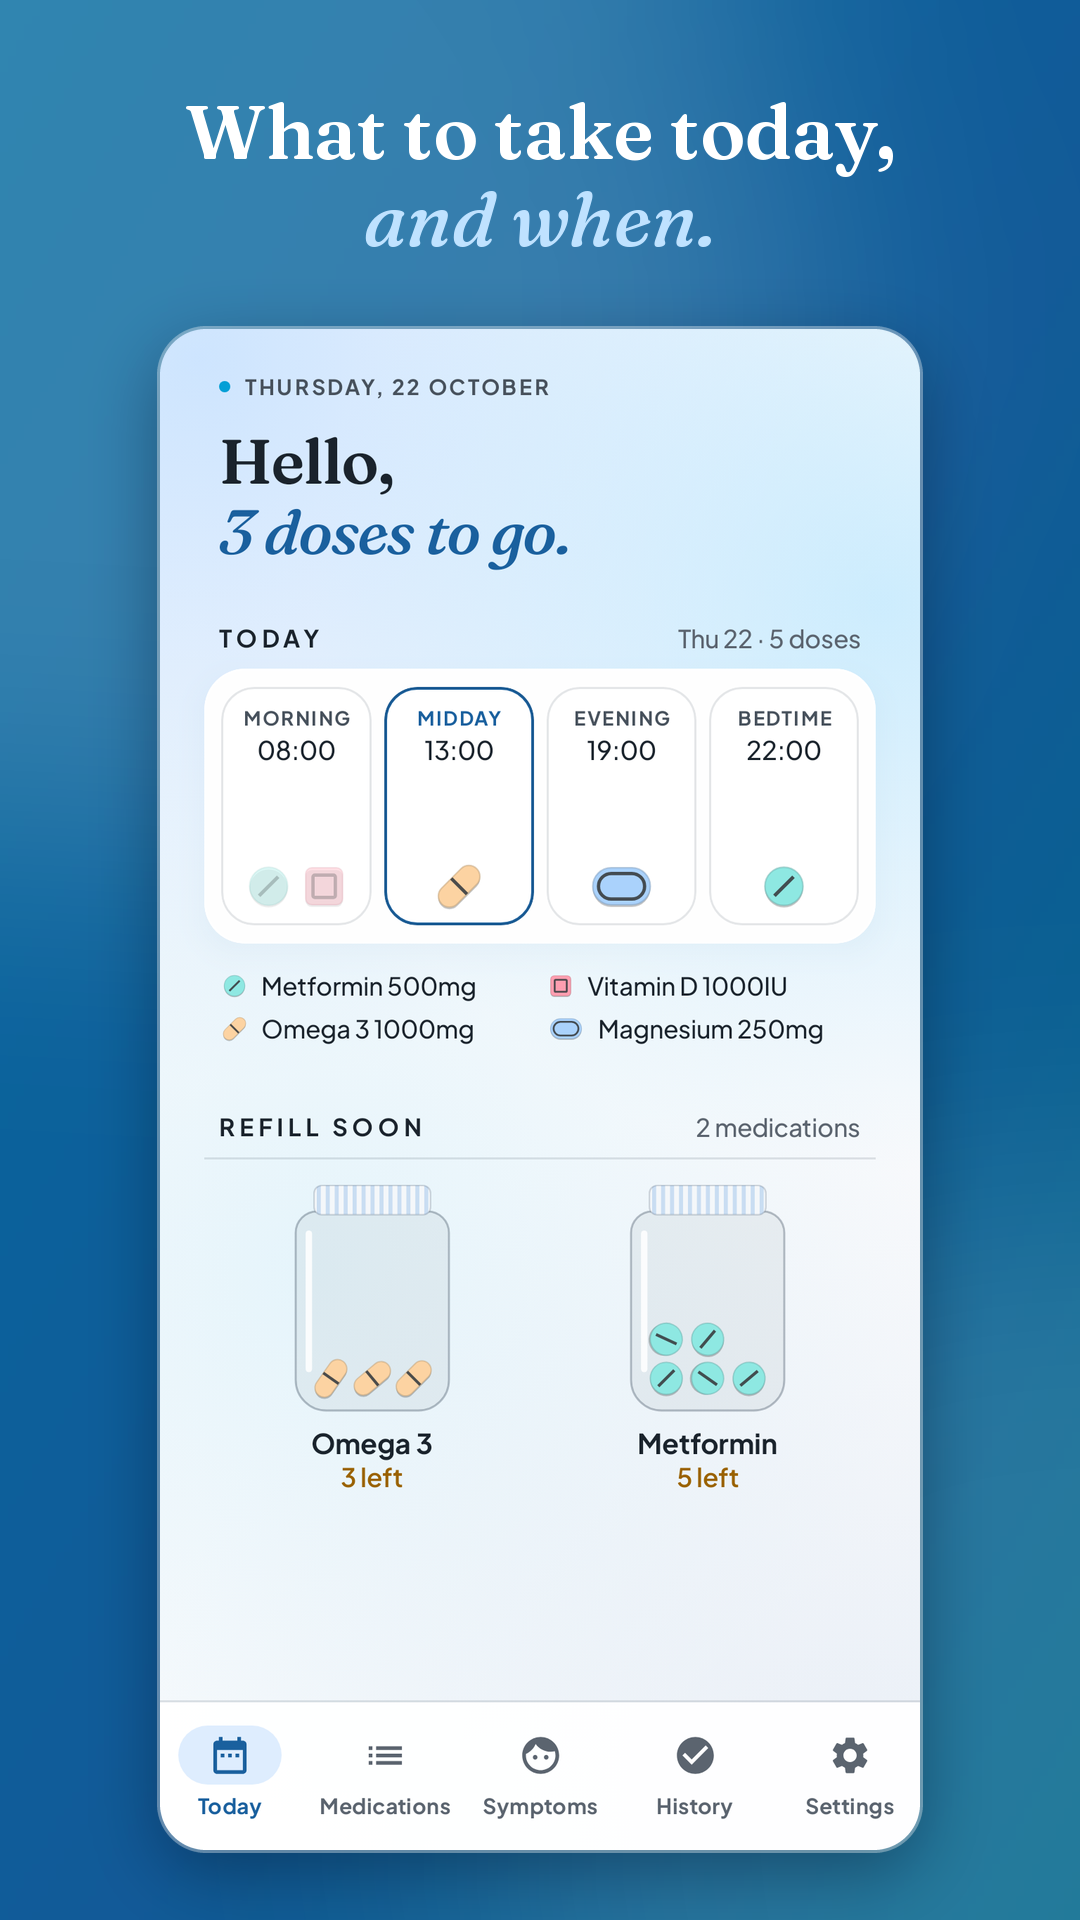 What to take today,
and when.
THURSDAY, 22 OCTOBER
Hello,
3 doses to go.
TODAY
Thu 22 · 5 doses
MORNING
08:00
MIDDAY
13:00
EVENING
19:00
BEDTIME
22:00
Metformin 500mg
Vitamin D 1000IU
Omega 3 1000mg
Magnesium 250mg
REFILL SOON
2 medications
Omega 3
3 left
Metformin
5 left
Today
Medications
Symptoms
History
Settings